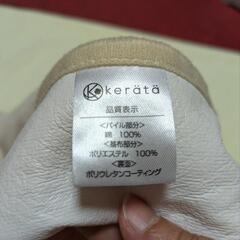 kerätä
品質表示
<パイル部分>
綿 100%
<基布部分>
ポリエステル 100%
<裏面>
ポリウレタンコーティング